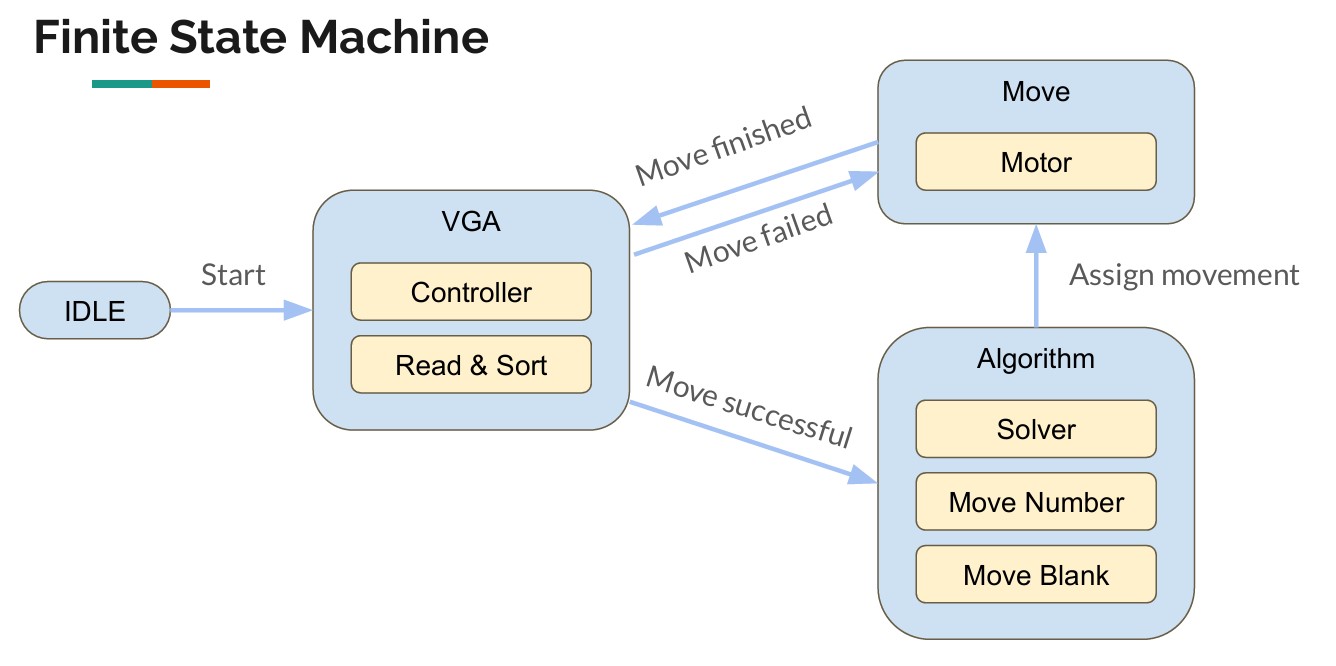 Finite State Machine
IDLE
Start
VGA
Controller
Read & Sort
Move finished
Move failed
Move successful
Move
Motor
Assign movement
Algorithm
Solver
Move Number
Move Blank